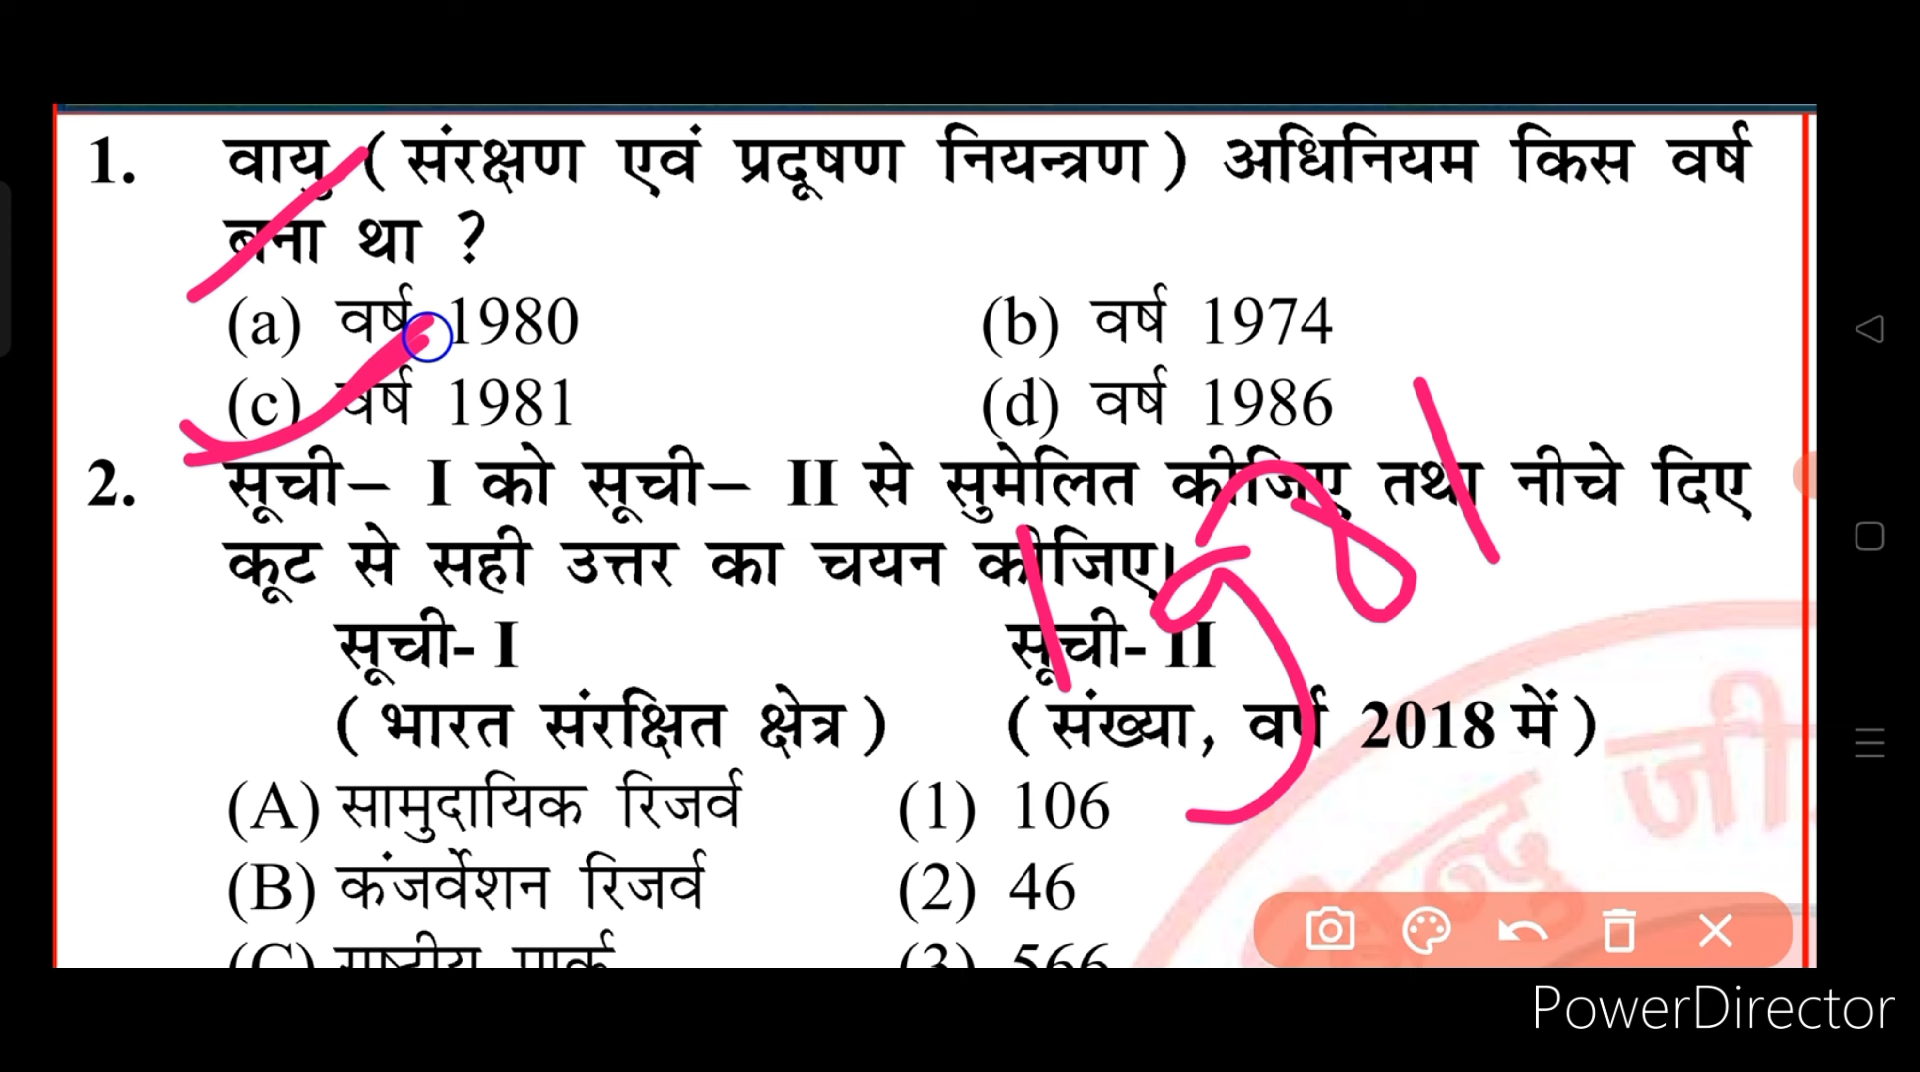 1. वायु ( संरक्षण एवं प्रदूषण नियन्त्रण ) अधिनियम किस वर्ष
बना था ?
(a) वर्ष 1980 (b) वर्ष 1974
(c) वर्ष 1981 (d) वर्ष 1986
1981
2. सूची– I को सूची– II से सुमेलित कीजिए तथा नीचे दिए
कूट से सही उत्तर का चयन कीजिए।
सूची- I सूची- II
( भारत संरक्षित क्षेत्र ) ( संख्या, वर्ष 2018 में )
(A) सामुदायिक रिजर्व (1) 106
(B) कंजर्वेशन रिजर्व (2) 46
(C) राष्ट्रीय पार्क (3) 566
PowerDirector